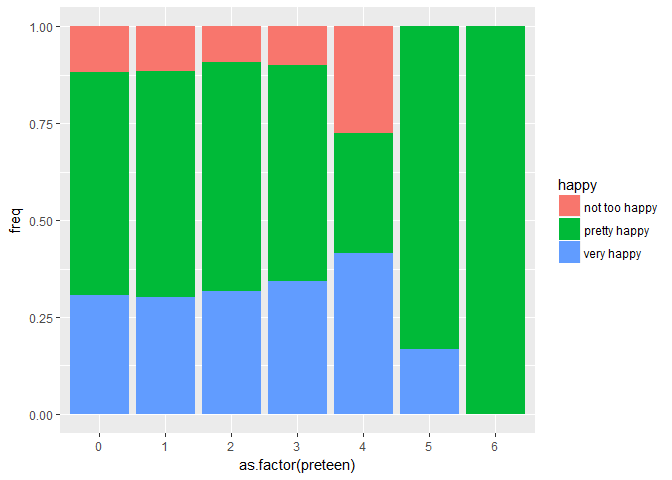 1.00
0.75
0.50
0.25
0.00
freq
0 1 2 3 4 5 6
as.factor(preteen)
happy
not too happy
pretty happy
very happy